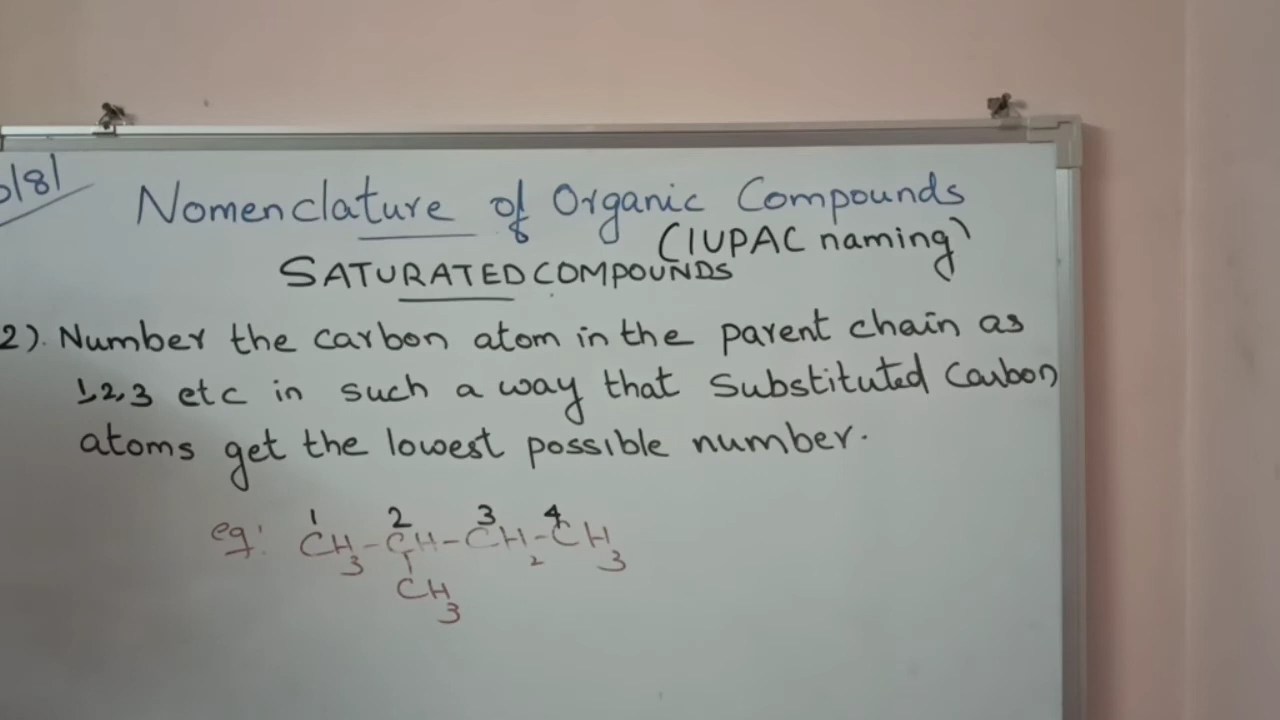 Nomenclature of Organic Compounds
(IUPAC naming)
SATURATED COMPOUNDS
2). Number the carbon atom in the parent chain as
1,2,3 etc in such a way that Substituted Carbon
atoms get the lowest possible number.
1 2 3 4
eg: CH3-CH-CH2-CH3
CH3